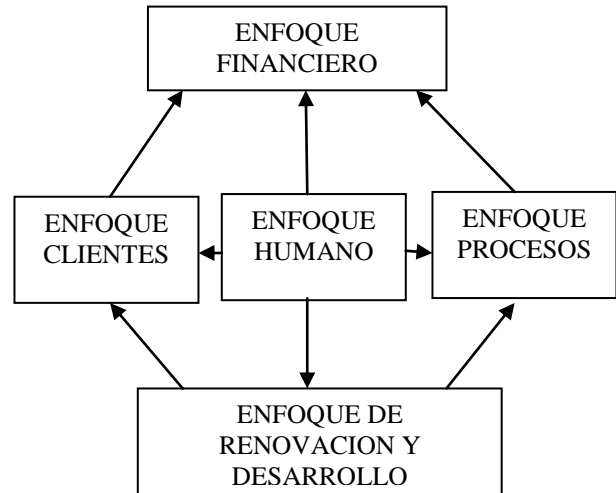 ENFOQUE
FINANCIERO
ENFOQUE
CLIENTES
ENFOQUE
HUMANO
ENFOQUE
PROCESOS
ENFOQUE DE
RENOVACION Y
DESARROLLO